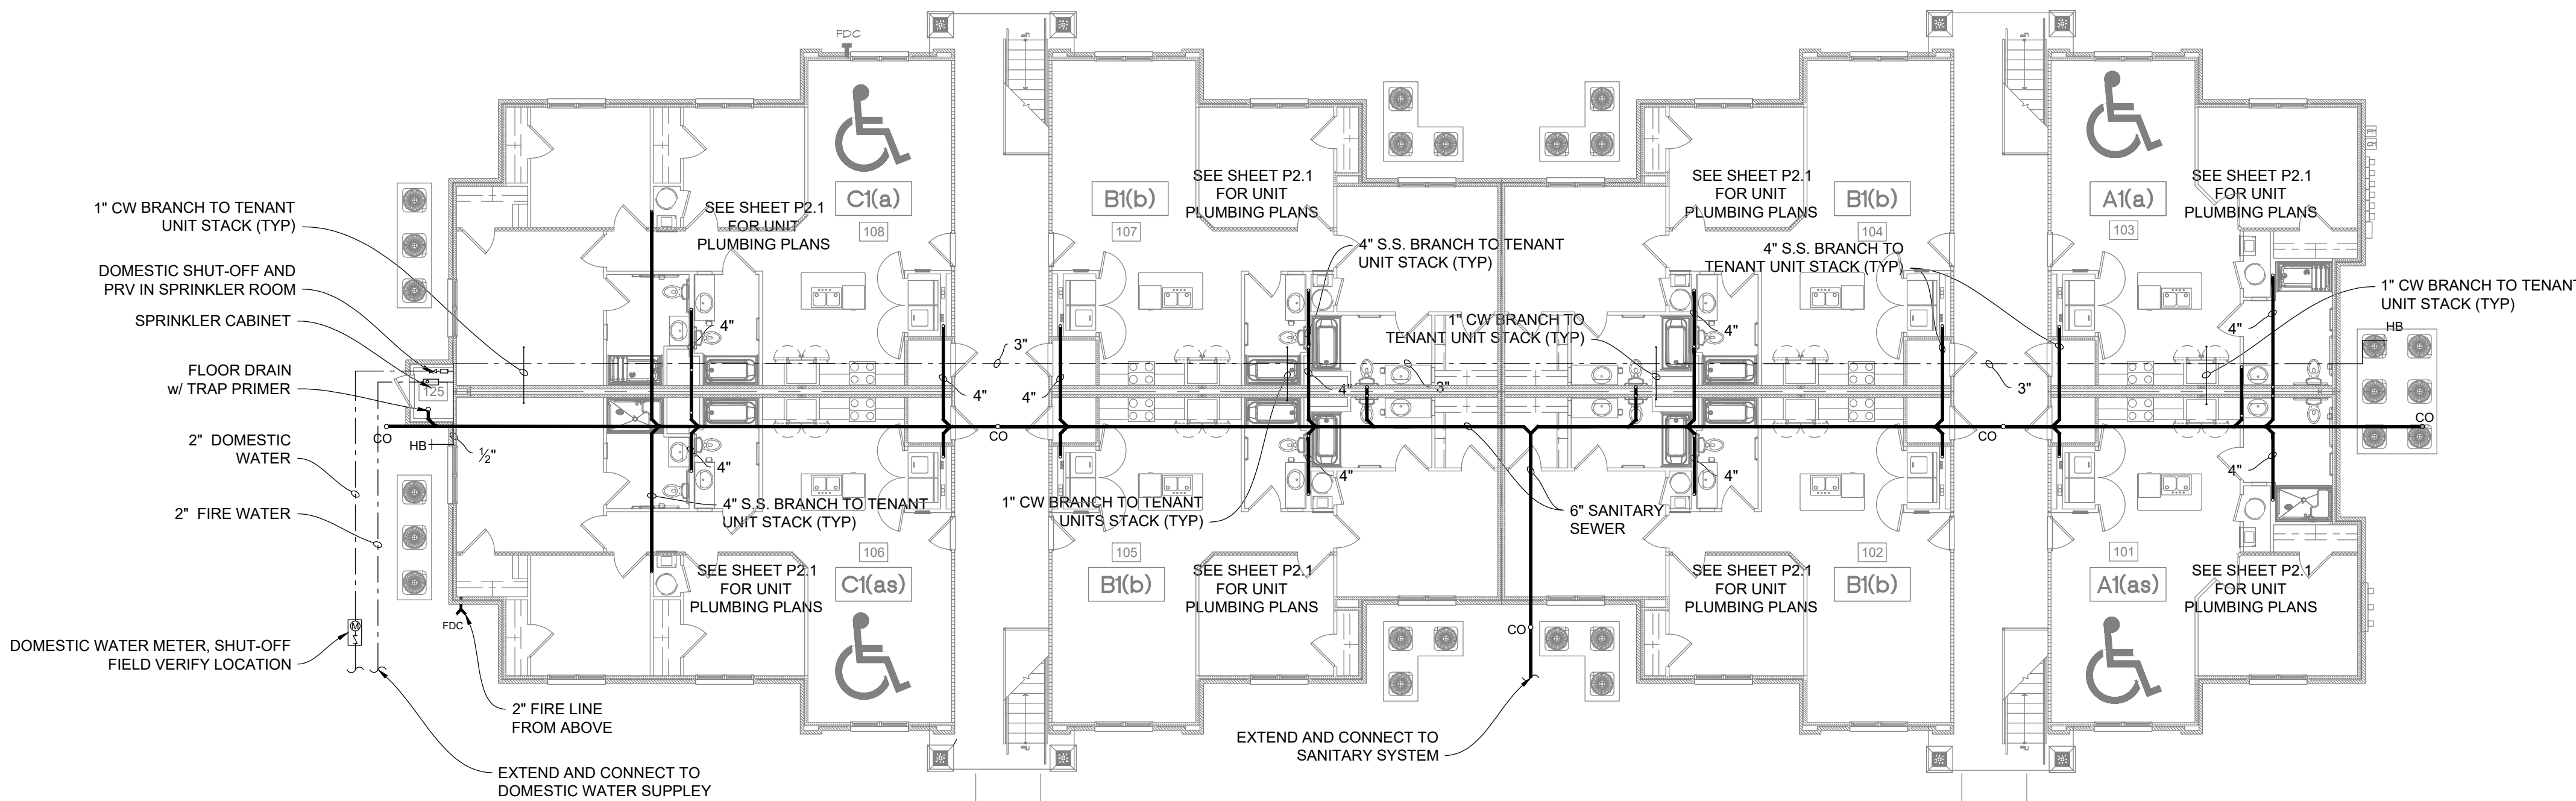 FDC
1" CW BRANCH TO TENANT
UNIT STACK (TYP)
DOMESTIC SHUT-OFF AND
PRV IN SPRINKLER ROOM
SPRINKLER CABINET
FLOOR DRAIN
w/ TRAP PRIMER
2" DOMESTIC
WATER
2" FIRE WATER
DOMESTIC WATER METER, SHUT-OFF
FIELD VERIFY LOCATION
M
EXTEND AND CONNECT TO
DOMESTIC WATER SUPPLEY
2" FIRE LINE
FROM ABOVE
FDC
125
CO
HB
½"
SEE SHEET P2.1
FOR UNIT
PLUMBING PLANS
C1(a)
108
4"
4"
4" S.S. BRANCH TO TENANT
UNIT STACK (TYP)
SEE SHEET P2.1
FOR UNIT
PLUMBING PLANS
106
C1(as)
4"
3"
CO
4"
B1(b)
107
SEE SHEET P2.1
FOR UNIT
PLUMBING PLANS
4" S.S. BRANCH TO TENANT
UNIT STACK (TYP)
4"
3"
4"
1" CW BRANCH TO TENANT
UNITS STACK (TYP)
105
B1(b)
SEE SHEET P2.1
FOR UNIT
PLUMBING PLANS
1" CW BRANCH TO
TENANT UNIT STACK (TYP)
6" SANITARY
SEWER
CO
EXTEND AND CONNECT TO
SANITARY SYSTEM
SEE SHEET P2.1
FOR UNIT
PLUMBING PLANS
B1(b)
104
4" S.S. BRANCH TO
TENANT UNIT STACK (TYP)
4"
4"
SEE SHEET P2.1
FOR UNIT
PLUMBING PLANS
102
B1(b)
3"
CO
A1(a)
103
SEE SHEET P2.1
FOR UNIT
PLUMBING PLANS
4"
1" CW BRANCH TO TENANT
UNIT STACK (TYP)
HB
CO
4"
101
A1(as)
SEE SHEET P2.1
FOR UNIT
PLUMBING PLANS